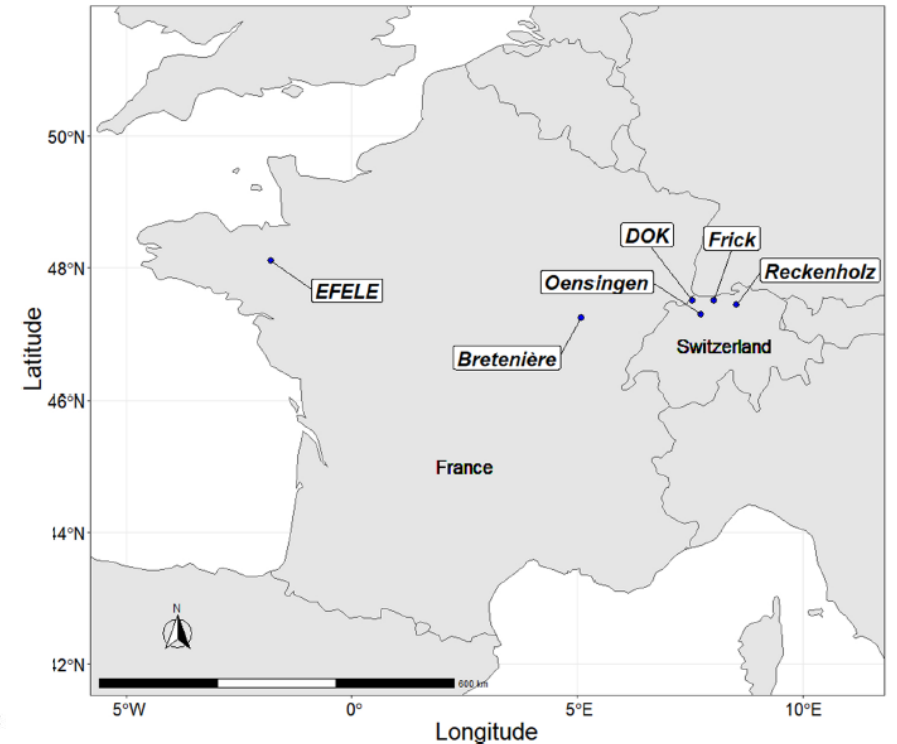 50°N
DOK
Frick
48°N
Oensingen
Reckenholz
EFELE
Latitude
Bretenière
Switzerland
46°N
France
44°N
N
42°N
600 km
5°W
0°
5°E
10°E
Longitude